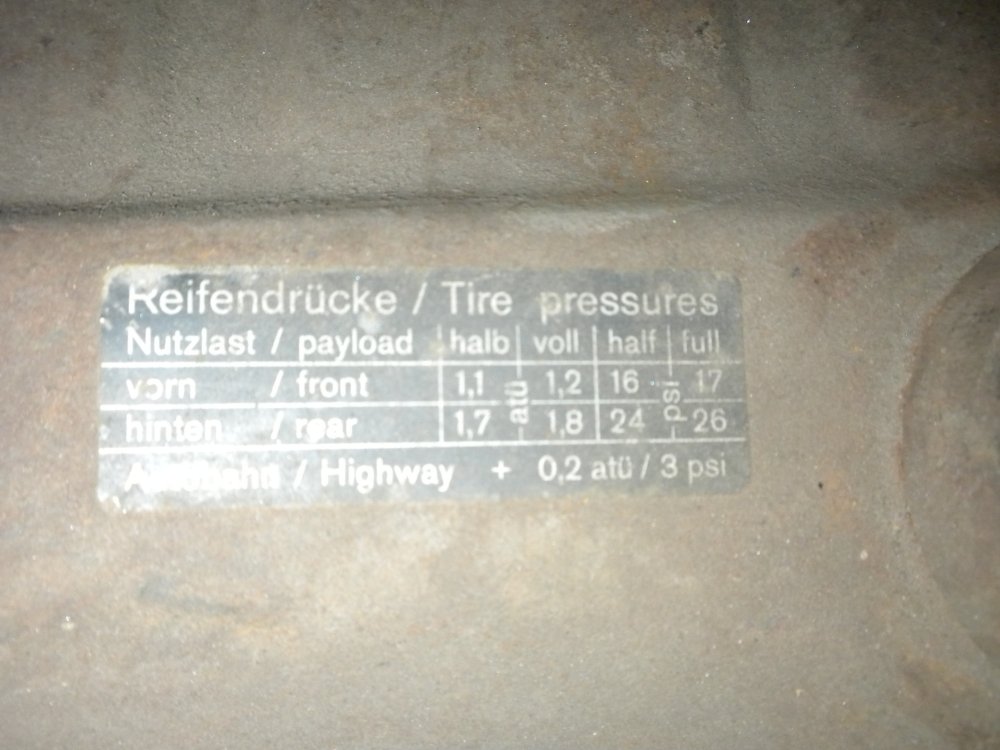 Reifendrücke / Tire pressures
Nutzlast / payload halb voll half full
vorn / front 1,1 atü 1,2 16 psi 17
hinten / rear 1,7 1,8 24 26
Autobahn / Highway + 0,2 atü / 3 psi